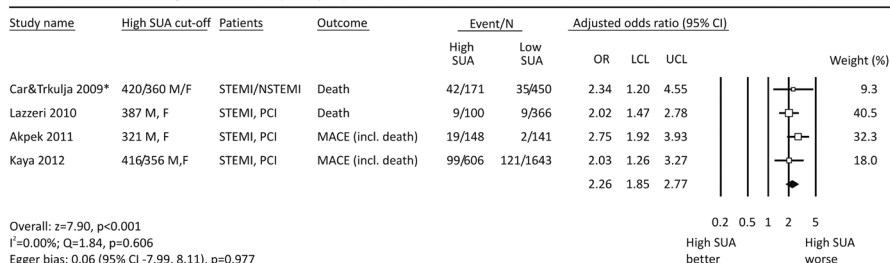 Study name High SUA cut-off Patients Outcome Event/N Adjusted odds ratio (95% CI)
High SUA Low SUA OR LCL UCL Weight (%)
Car&Trkulja 2009* 420/360 M/F STEMI/NSTEMI Death 42/171 35/450 2.34 1.20 4.55 9.3
Lazzeri 2010 387 M, F STEMI, PCI Death 9/100 9/366 2.02 1.47 2.78 40.5
Akpek 2011 321 M, F STEMI, PCI MACE (incl. death) 19/148 2/141 2.75 1.92 3.93 32.3
Kaya 2012 416/356 M,F STEMI, PCI MACE (incl. death) 99/606 121/1643 2.03 1.26 3.27 18.0
2.26 1.85 2.77
0.2 0.5 1 2 5
Overall: z=7.90, p<0.001
I²=0.00%; Q=1.84, p=0.606
High SUA better High SUA worse
Egger bias: 0.06 (95% CI -7.99, 8.11), p=0.977